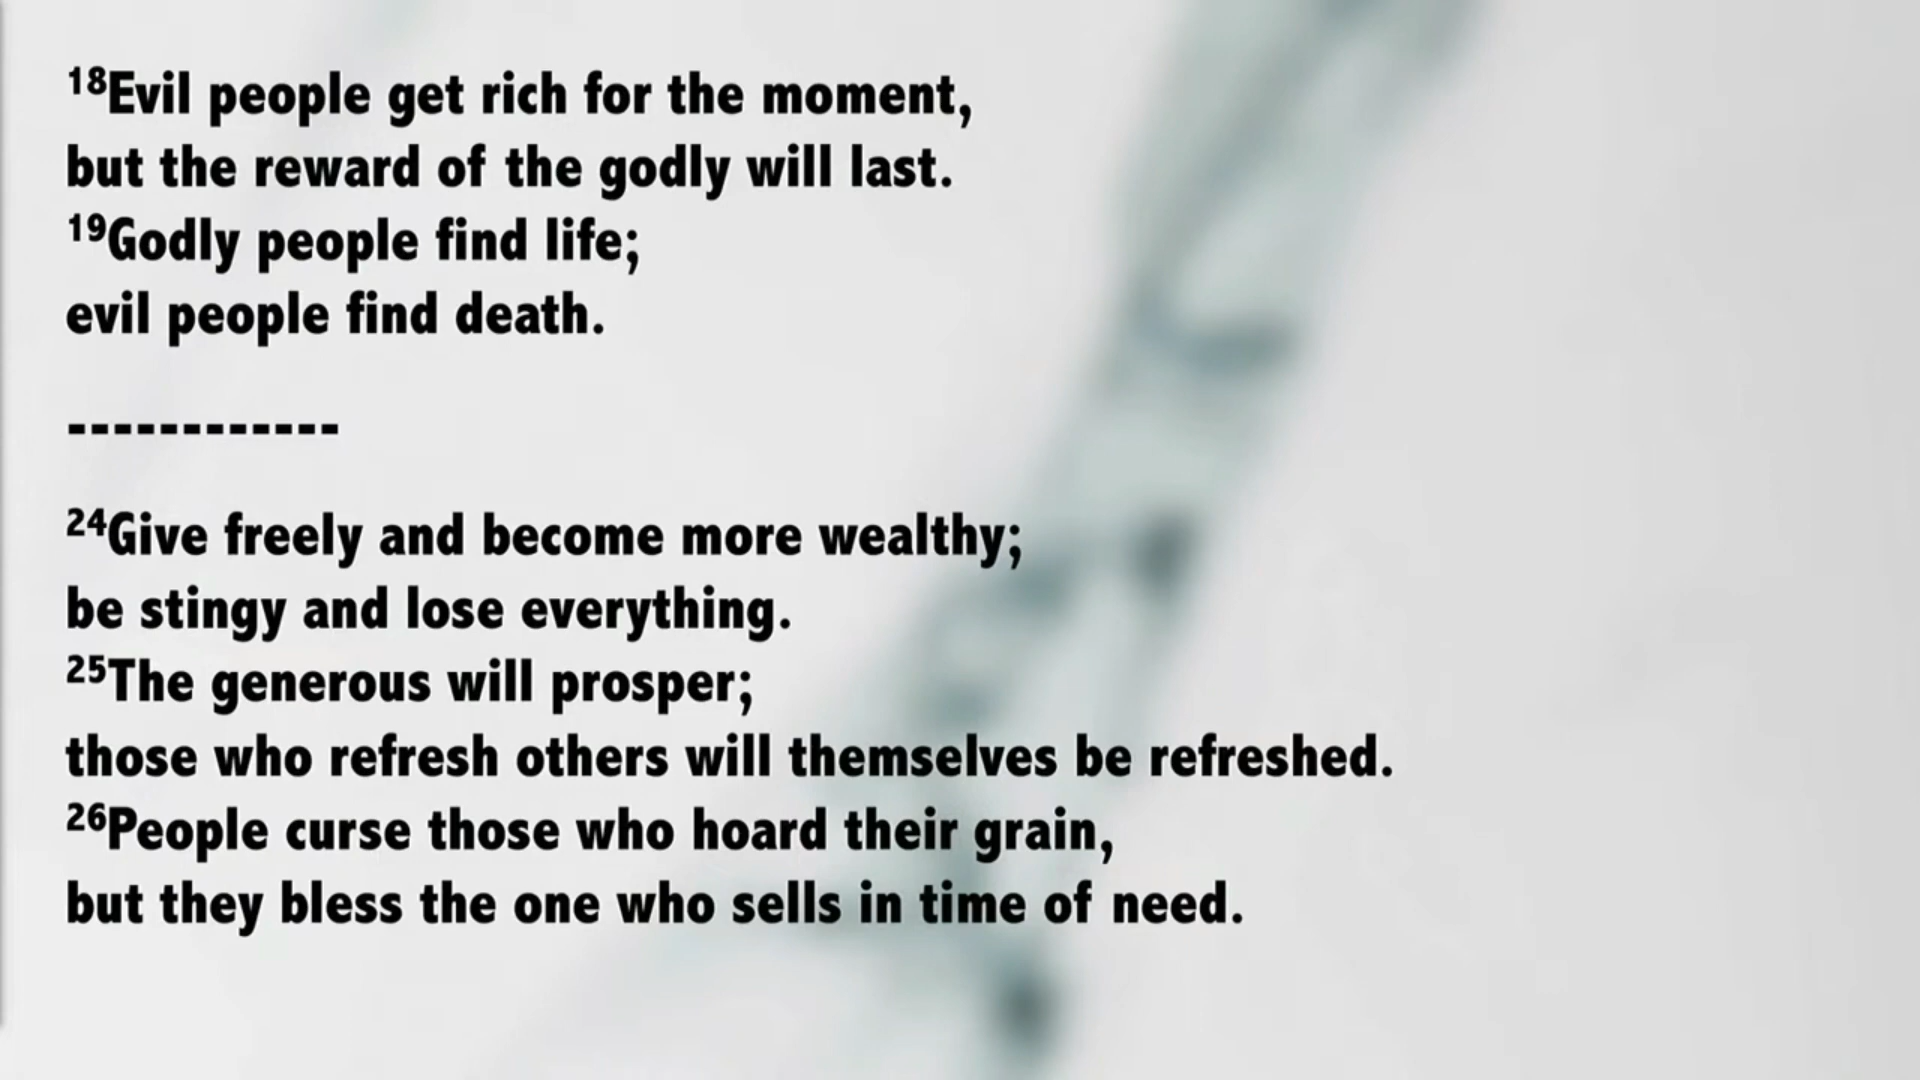 18Evil people get rich for the moment,
but the reward of the godly will last.
19Godly people find life;
evil people find death.
------------
24Give freely and become more wealthy;
be stingy and lose everything.
25The generous will prosper;
those who refresh others will themselves be refreshed.
26People curse those who hoard their grain,
but they bless the one who sells in time of need.